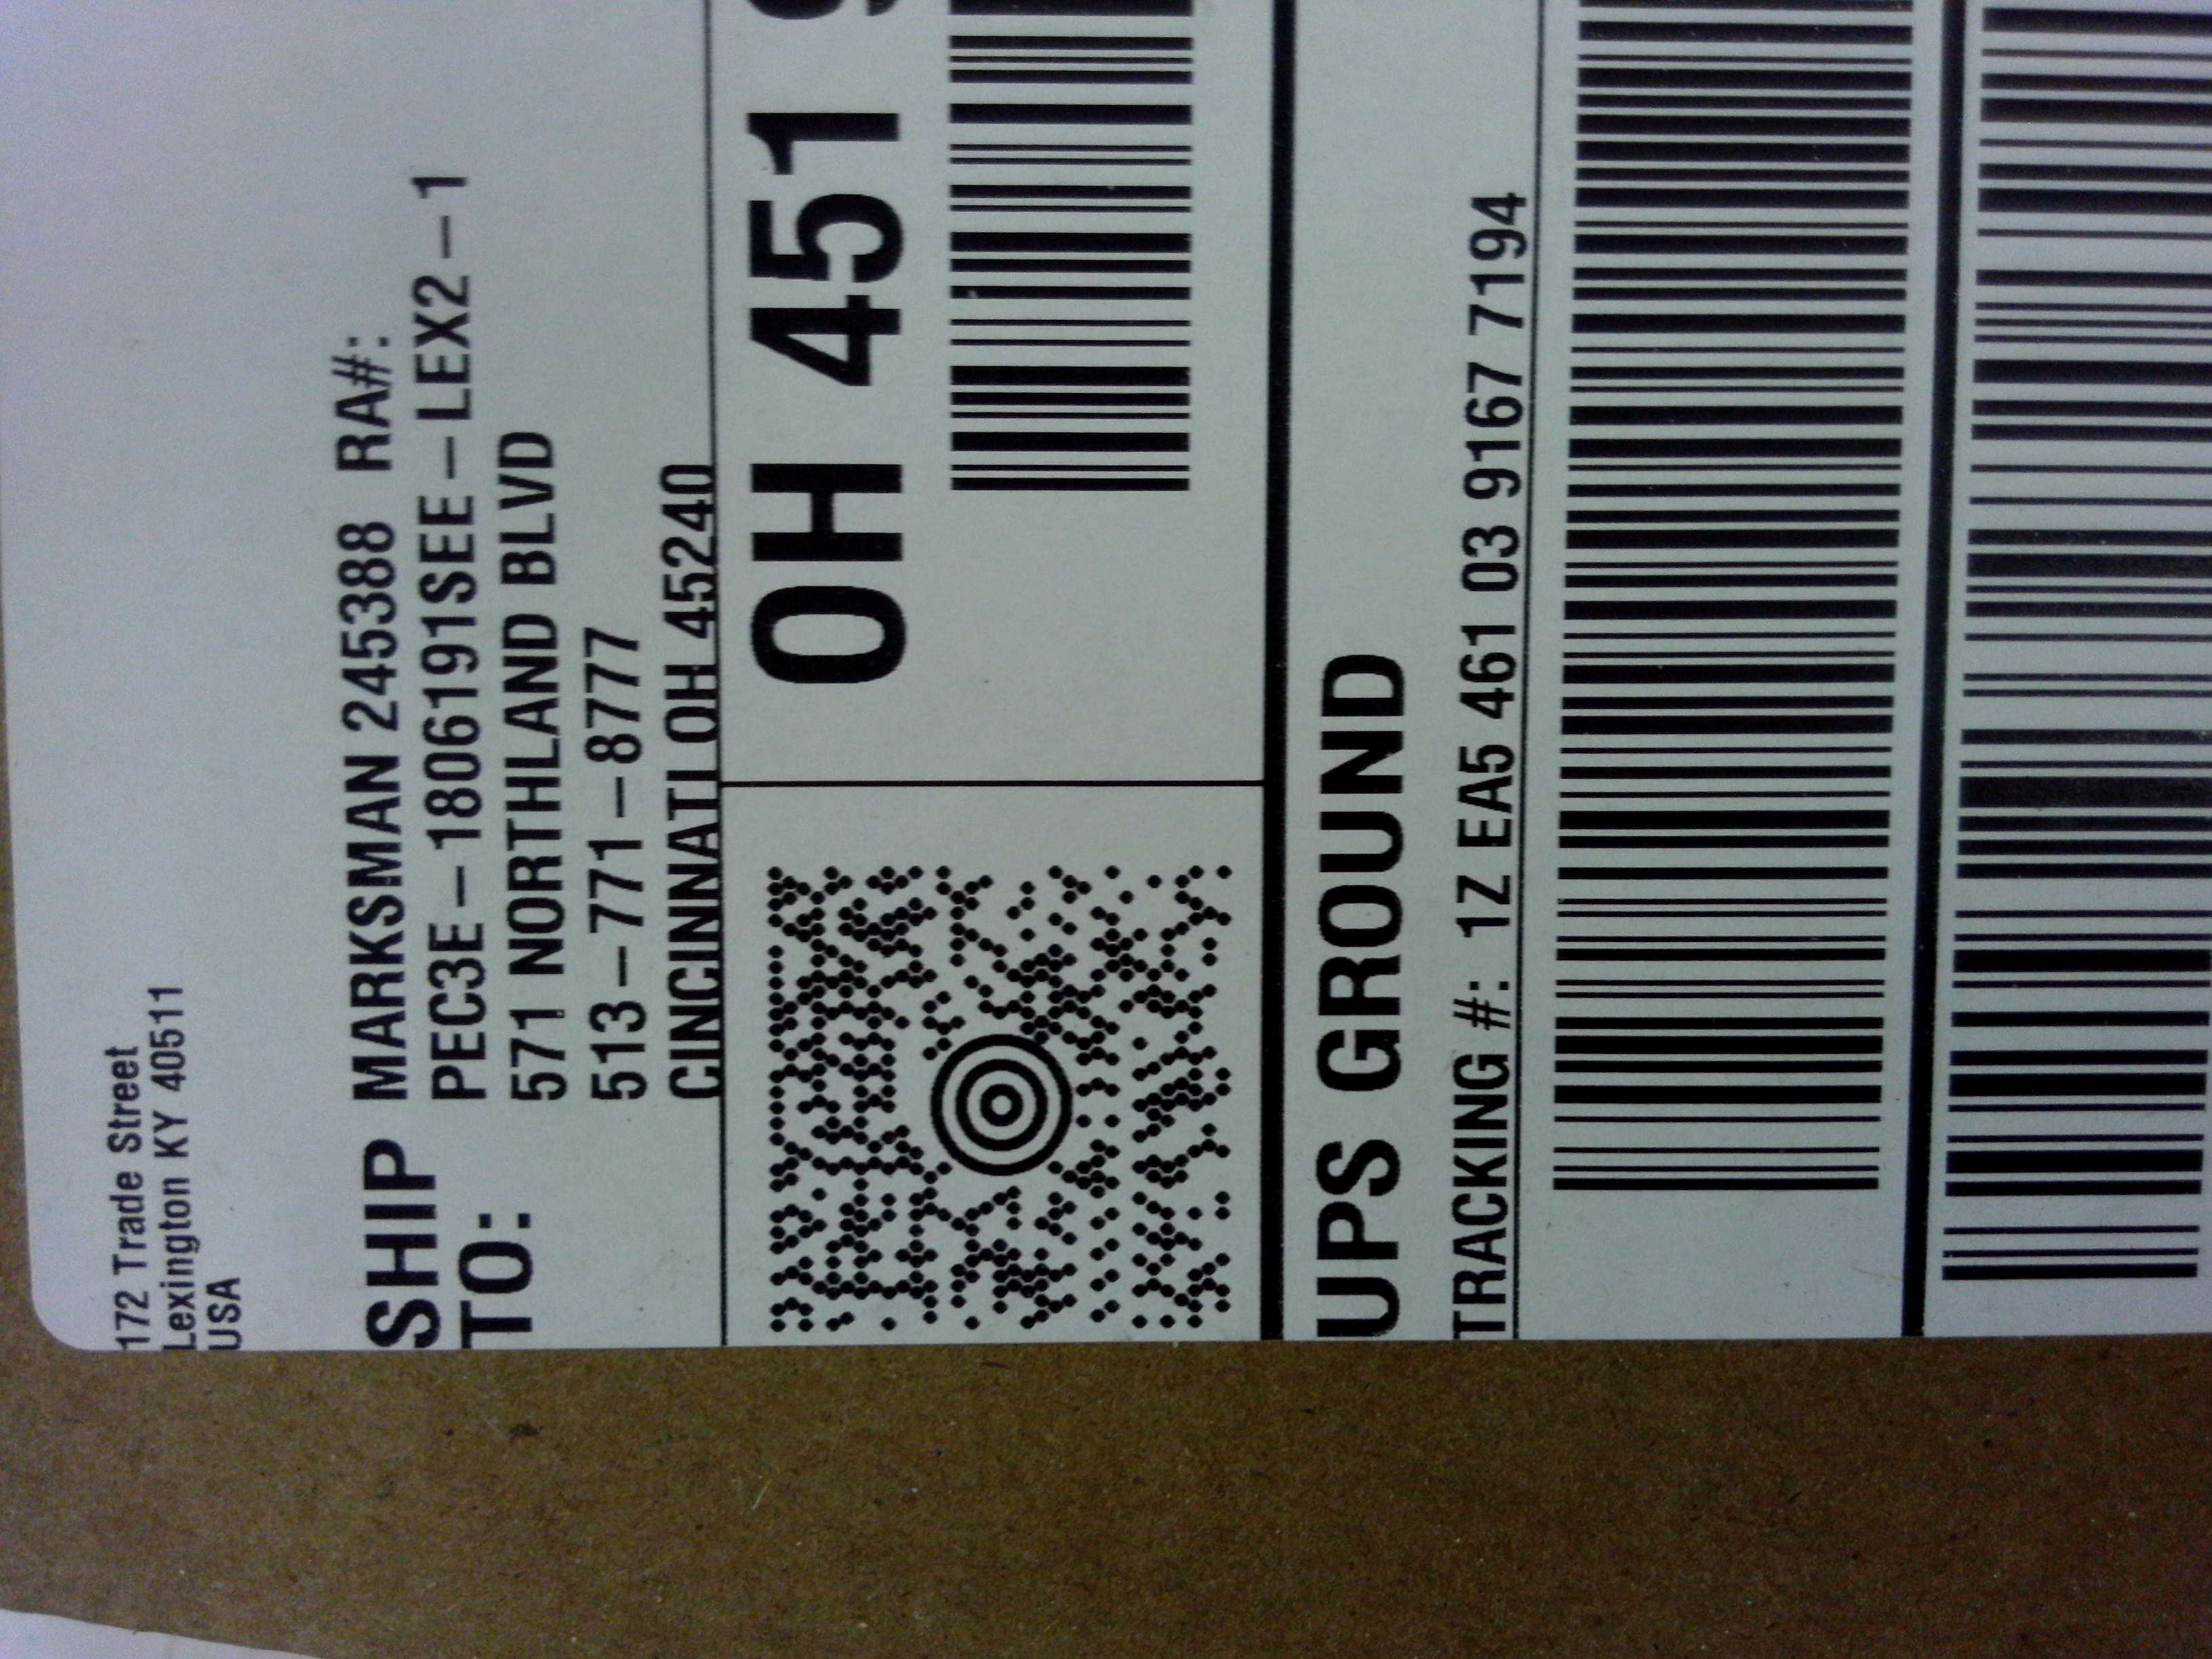 172 Trade Street
Lexington KY 40511
USA
SHIP TO:
MARKSMAN 245388 RA#:
PEC3E-1806191SEE-LEX2-1
571 NORTHLAND BLVD
513-771-8777
CINCINNATI OH 45240
OH 451
UPS GROUND
TRACKING #: 1Z EA5 461 03 9167 7194